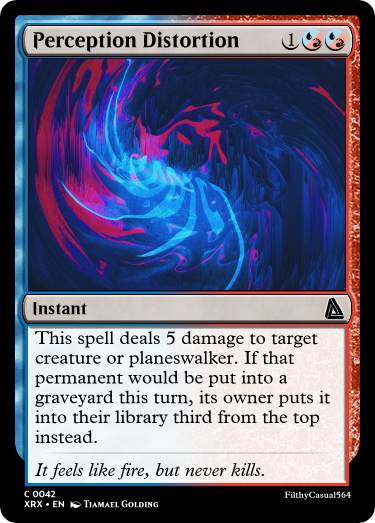 Perception Distortion 1
Instant
This spell deals 5 damage to target
creature or planeswalker. If that
permanent would be put into a
graveyard this turn, its owner puts it
into their library third from the top
instead.
It feels like fire, but never kills.
C 0042
XRX • EN Tiamael Golding
FilthyCasual564